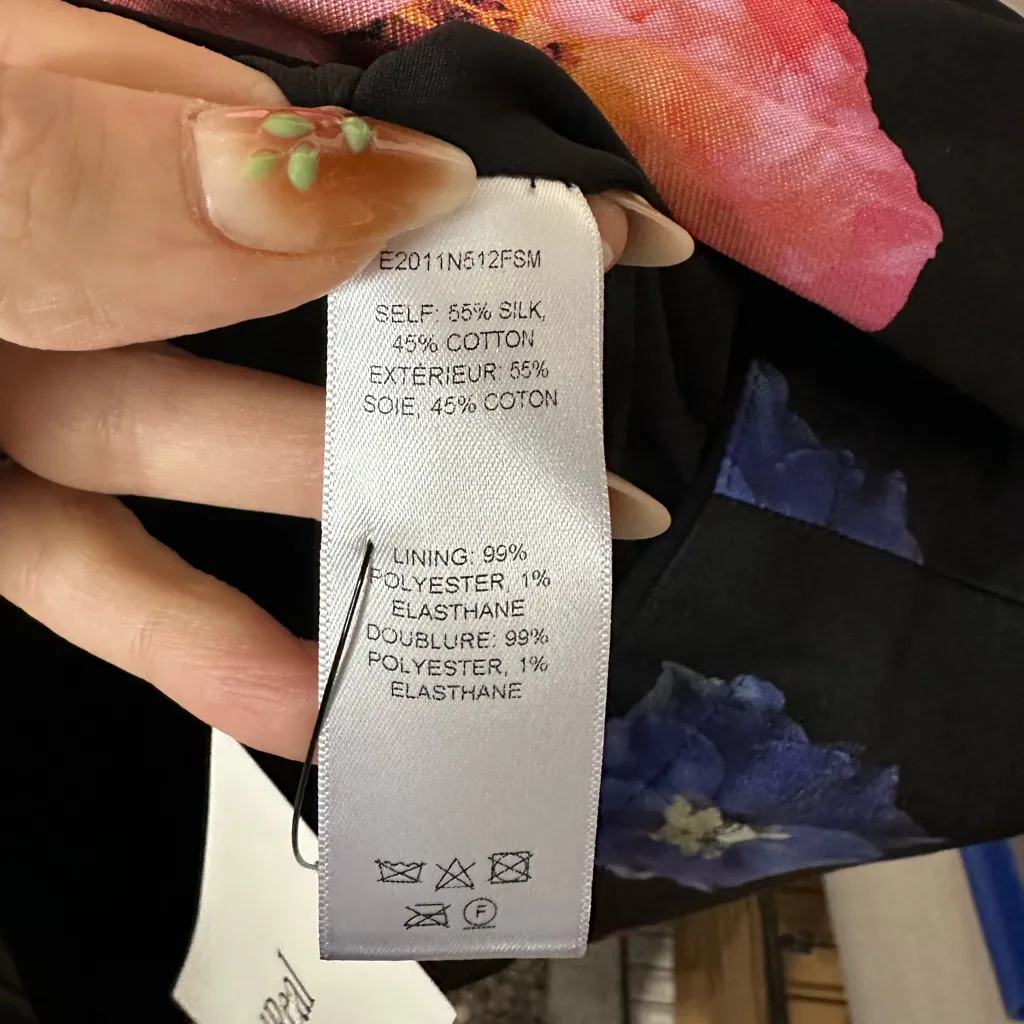 E2011N512FSM
SELF: 55% SILK,
45% COTTON
EXTÉRIEUR: 55%
SOIE, 45% COTON
LINING: 99%
POLYESTER, 1%
ELASTHANE
DOUBLURE: 99%
POLYESTER, 1%
ELASTHANE
F